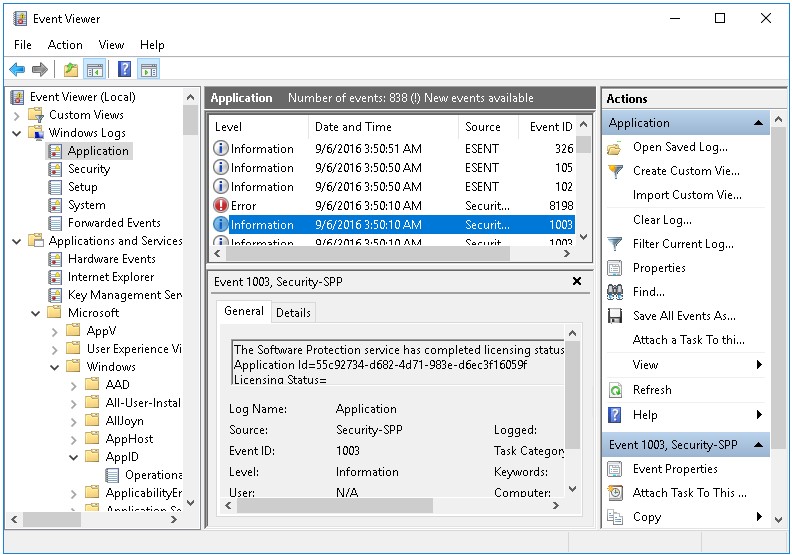 Event Viewer
File Action View Help
Event Viewer (Local)
Custom Views
Windows Logs
Application
Security
Setup
System
Forwarded Events
Applications and Services
Hardware Events
Internet Explorer
Key Management Ser
Microsoft
AppV
User Experience Vi
Windows
AAD
All-User-Instal
AllJoyn
AppHost
AppID
Operationa
ApplicabilityEr
Application Se
Application Number of events: 838 (!) New events available
Level Date and Time Source Event ID
Information 9/6/2016 3:50:51 AM ESENT 326
Information 9/6/2016 3:50:50 AM ESENT 105
Information 9/6/2016 3:50:50 AM ESENT 102
Error 9/6/2016 3:50:10 AM Securit... 8198
Information 9/6/2016 3:50:10 AM Securit... 1003
Information 9/6/2016 3:50:10 AM Securit... 1003
Event 1003, Security-SPP
General Details
The Software Protection service has completed licensing status
Application Id=55c92734-d682-4d71-983e-d6ec3f16059f
Licensing Status=
Log Name: Application
Source: Security-SPP Logged:
Event ID: 1003 Task Category
Level: Information Keywords:
User: N/A Computer:
Actions
Application
Open Saved Log...
Create Custom Vie...
Import Custom Vie...
Clear Log...
Filter Current Log...
Properties
Find...
Save All Events As...
Attach a Task To thi...
View
Refresh
Help
Event 1003, Security-SPP
Event Properties
Attach Task To This ...
Copy